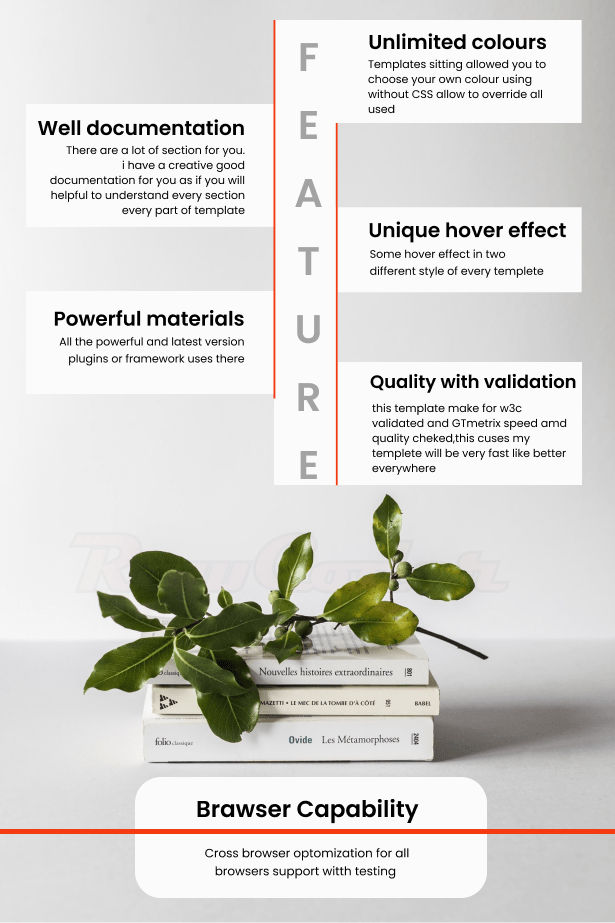 FEATURE
Unlimited colours
Templates sitting allowed you to
choose your own colour using
without CSS allow to override all
used
Well documentation
There are a lot of section for you.
i have a creative good
documentation for you as if you will
helpful to understand every section
every part of template
Unique hover effect
Some hover effect in two
different style of every templete
Powerful materials
All the powerful and latest version
plugins or framework uses there
Quality with validation
this template make for w3c
validated and GTmetrix speed amd
quality cheked,this cuses my
templete will be very fast like better
everywhere
classique Nouvelles histoires extraordinaires
MAZETTI • LE MEC DE LA TOMBE D'À CÔTÉ BABEL
folio classique Ovide Les Métamorphoses
Brawser Capability
Cross browser optomization for all
browsers support witth testing